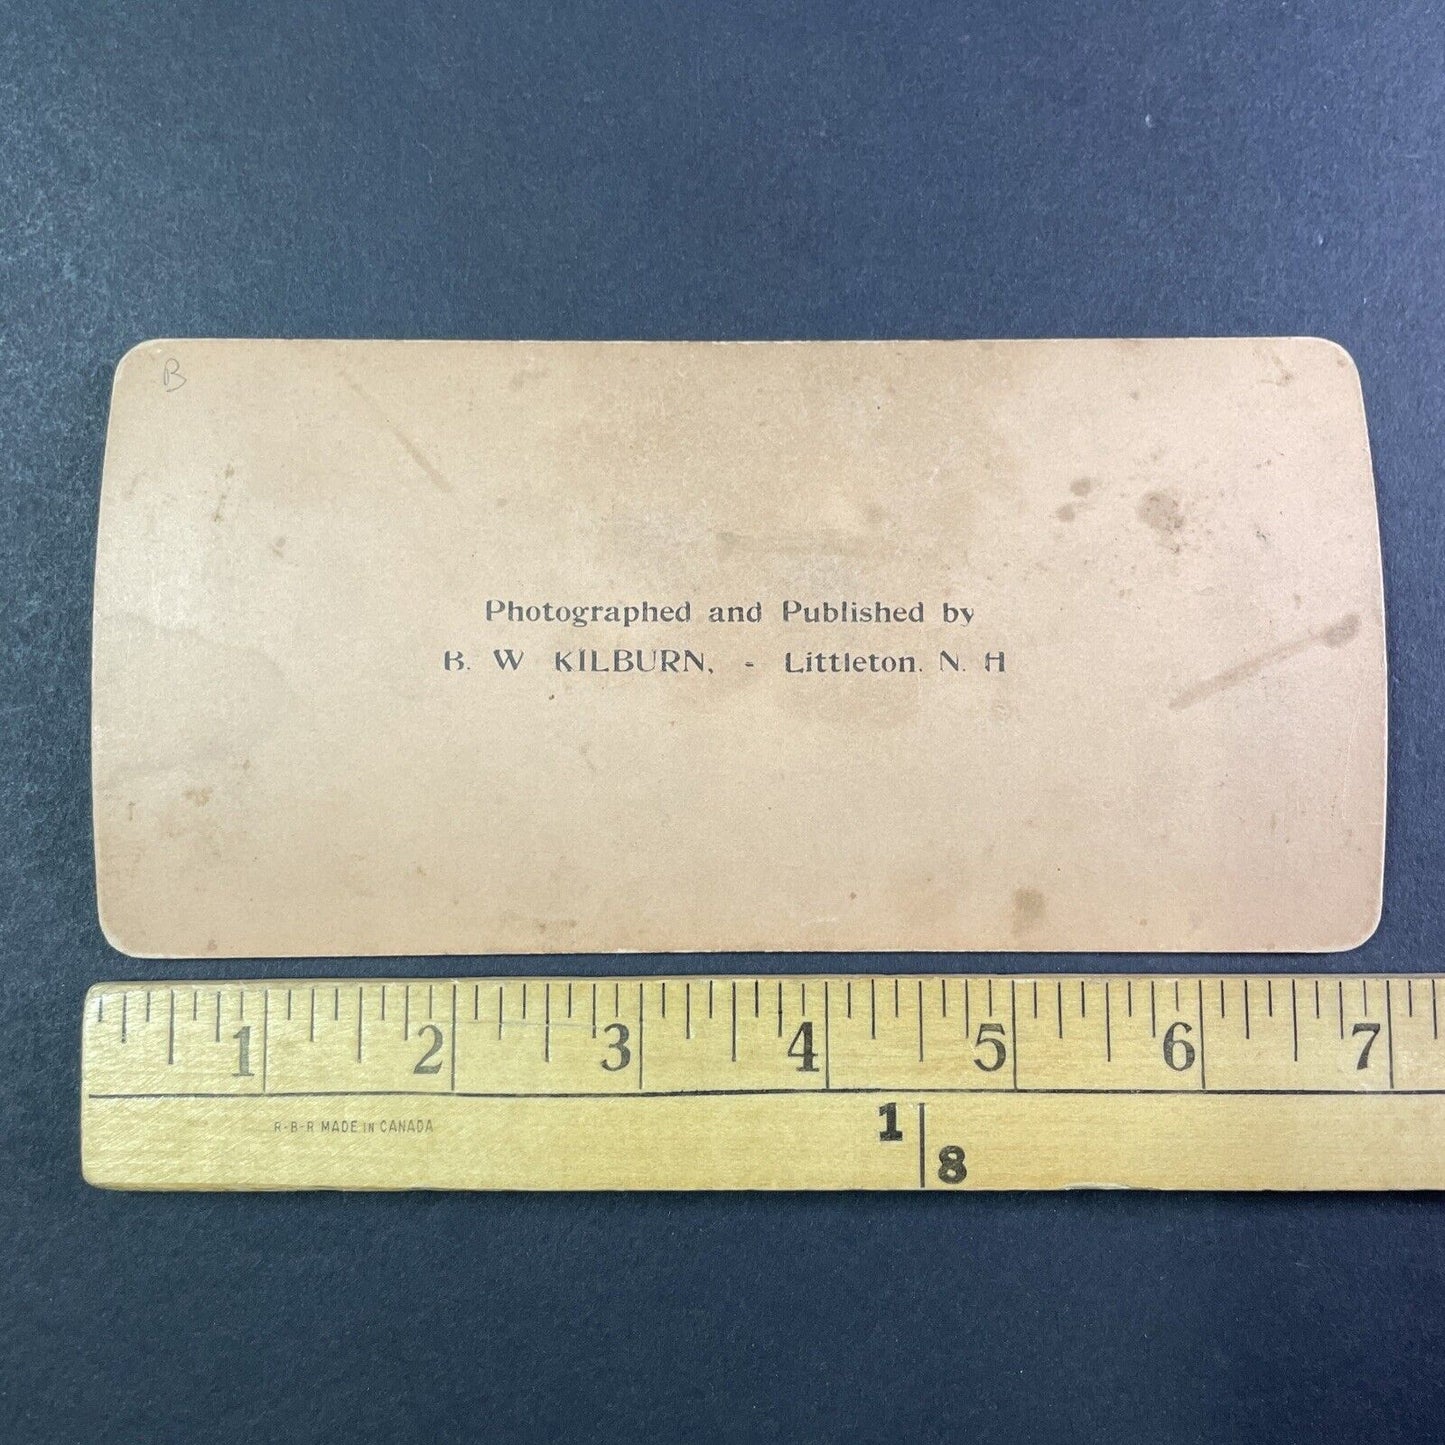 B
Photographed and Published by
B. W KILBURN, - Littleton. N. H
1 2 3 4 5 6 7
R-B-R MADE IN CANADA
1
8